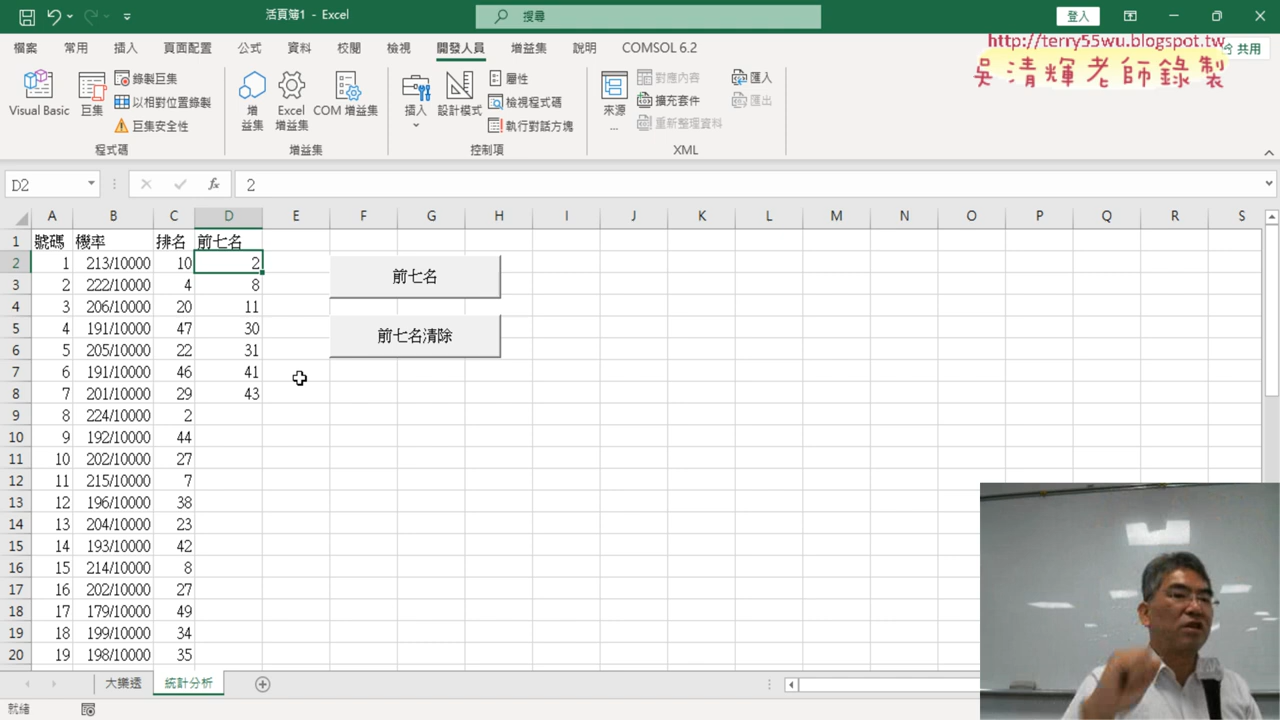 活頁簿1 - Excel
搜尋
登入
http://terry55wu.blogspot.tw
吳清輝老師錄製
檔案 常用 插入 頁面配置 公式 資料 校閱 檢視 開發人員 增益集 說明 COMSOL 6.2
共用
Visual Basic
巨集
錄製巨集
以相對位置錄製
巨集安全性
程式碼
增益集
Excel 增益集
COM 增益集
增益集
插入
設計模式
屬性
檢視程式碼
執行對話方塊
控制項
來源...
對應內容
擴充套件
重新整理資料
匯入
匯出
XML
D2
fx
2
A B C D E F G H I J K L M N O P Q R S
1 號碼 機率 排名 前七名
2 1 213/10000 10 2
3 2 222/10000 4 8
4 3 206/10000 20 11
5 4 191/10000 47 30
6 5 205/10000 22 31
7 6 191/10000 46 41
8 7 201/10000 29 43
9 8 224/10000 2
10 9 192/10000 44
11 10 202/10000 27
12 11 215/10000 7
13 12 196/10000 38
14 13 204/10000 23
15 14 193/10000 42
16 15 214/10000 8
17 16 202/10000 27
18 17 179/10000 49
19 18 199/10000 34
20 19 198/10000 35
前七名
前七名清除
大樂透 統計分析
就緒